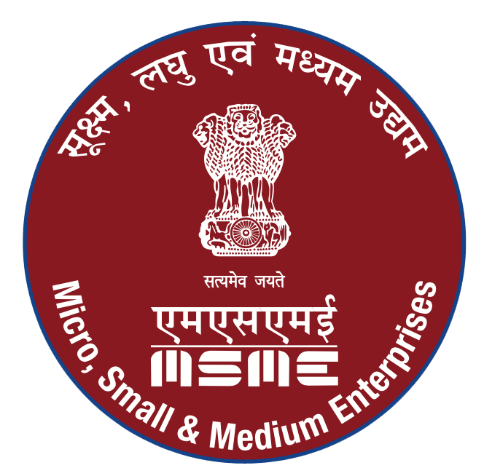 सूक्ष्म, लघु एवं मध्यम उद्यम
सत्यमेव जयते
एमएसएमई
MSME
Micro, Small & Medium Enterprises